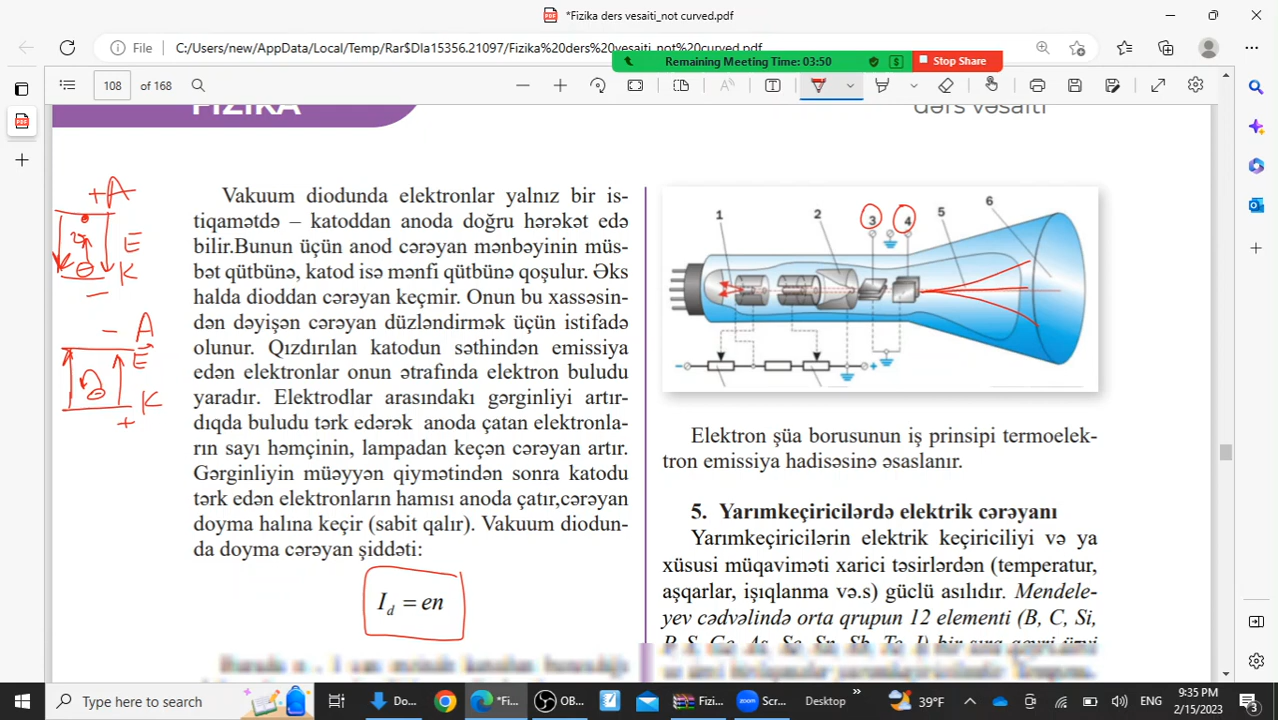 *Fizika ders vesaiti_not curved.pdf
File
C:/Users/new/AppData/Local/Temp/Rar$DIa15356.21097/Fizika%20ders%20vesaiti_not%20curved.pdf
Remaining Meeting Time: 03:50
Stop Share
108 of 168
FIZIKA
dərs vəsaiti
+A
E
K
−
− A
E
K
+
Vakuum diodunda elektronlar yalnız bir is-
tiqamətdə – katoddan anoda doğru hərəkət edə
bilir.Bunun üçün anod cərəyan mənbəyinin müs-
bət qütbünə, katod isə mənfi qütbünə qoşulur. Əks
halda dioddan cərəyan keçmir. Onun bu xassəsin-
dən dəyişən cərəyan düzləndirmək üçün istifadə
olunur. Qızdırılan katodun səthindən emissiya
edən elektronlar onun ətrafında elektron buludu
yaradır. Elektrodlar arasındakı gərginliyi artır-
dıqda buludu tərk edərək anoda çatan elektronla-
rın sayı həmçinin, lampadan keçən cərəyan artır.
Gərginliyin müəyyən qiymətindən sonra katodu
tərk edən elektronların hamısı anoda çatır,cərəyan
doyma halına keçir (sabit qalır). Vakuum diodun-
da doyma cərəyan şiddəti:
I_d = en
1 2 3 4 5 6
− +
Elektron şüa borusunun iş prinsipi termoelek-
tron emissiya hadisəsinə əsaslanır.
5. Yarımkeçiricilərdə elektrik cərəyanı
Yarımkeçiricilərin elektrik keçiriciliyi və ya
xüsusi müqaviməti xarici təsirlərdən (temperatur,
aşqarlar, işıqlanma və.s) güclü asılıdır. Mendele-
yev cədvəlində orta qrupun 12 elementi (B, C, Si,
Type here to search
Do...
*Fi...
OB...
Fizi...
zoom
Scr...
Desktop
39°F
ENG
9:35 PM
2/15/2023
3